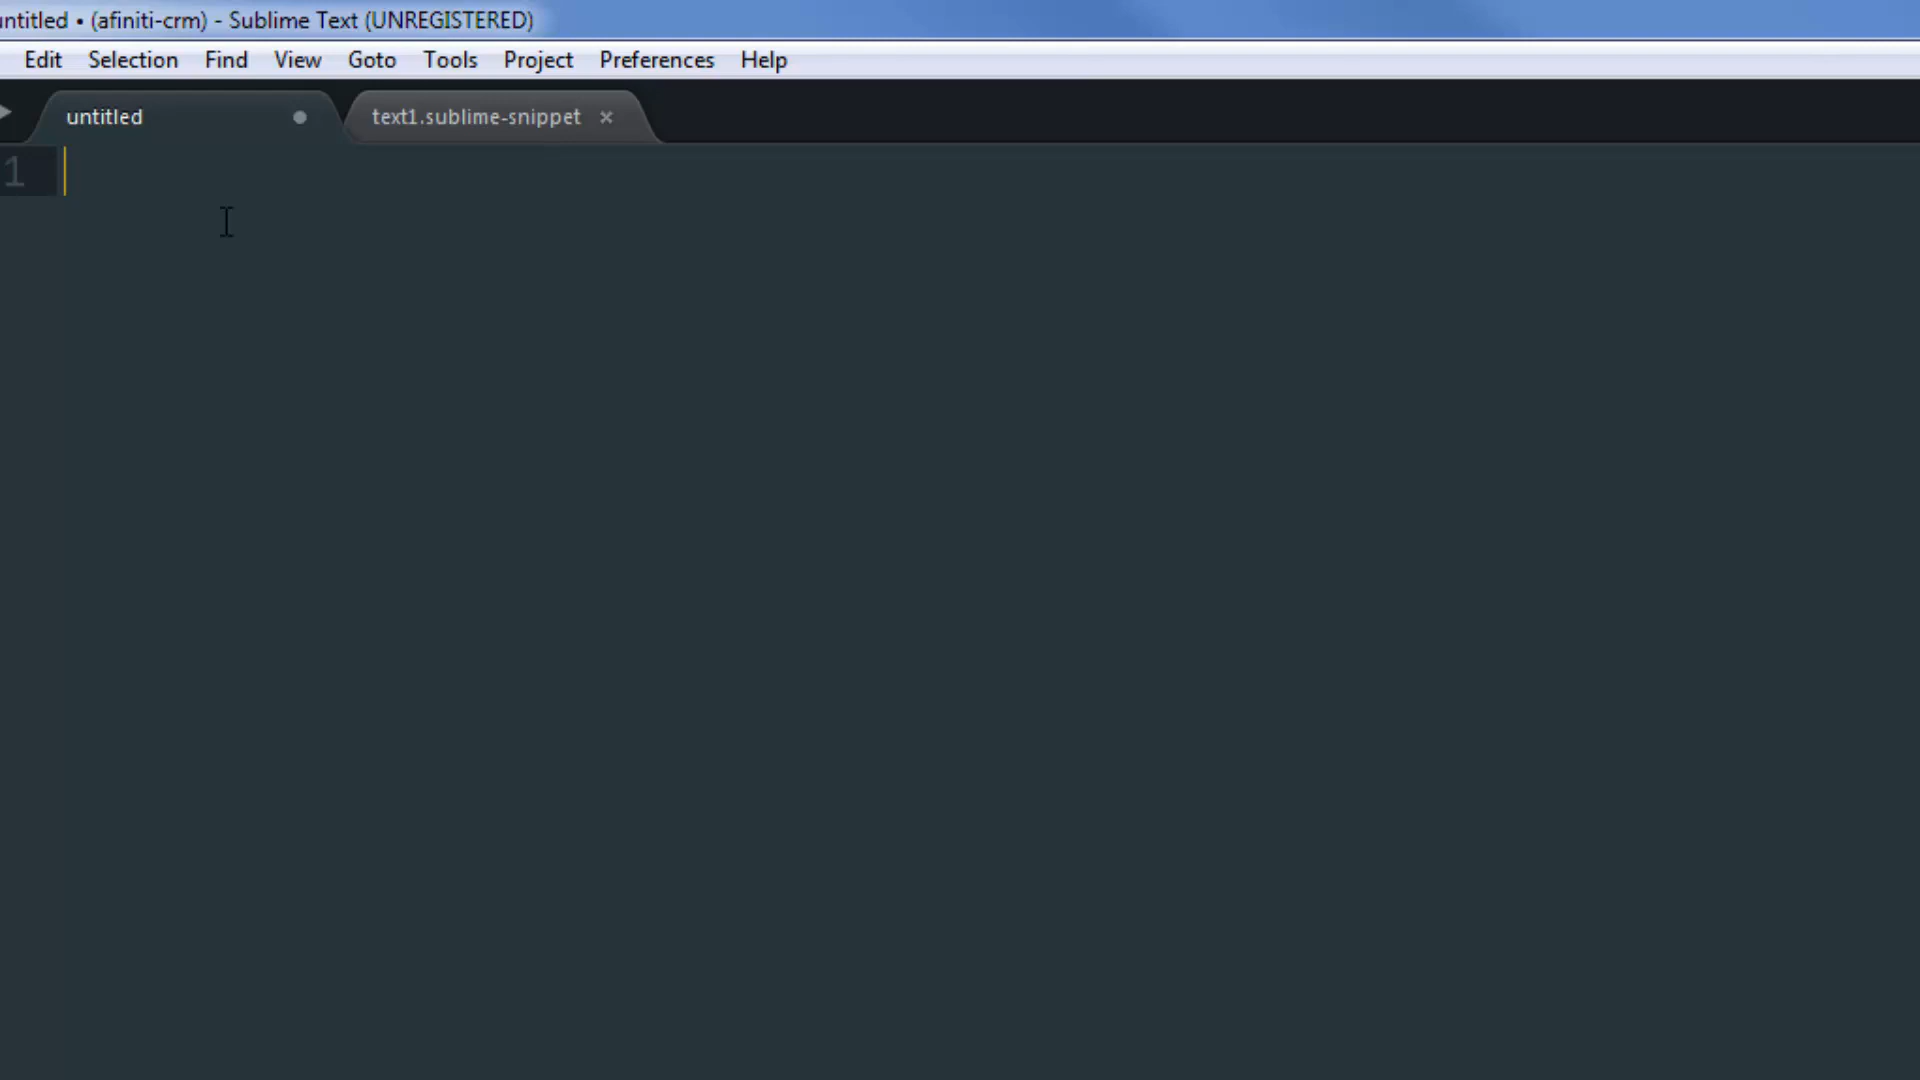 untitled • (afiniti-crm) - Sublime Text (UNREGISTERED)
Edit Selection Find View Goto Tools Project Preferences Help
untitled text1.sublime-snippet
1